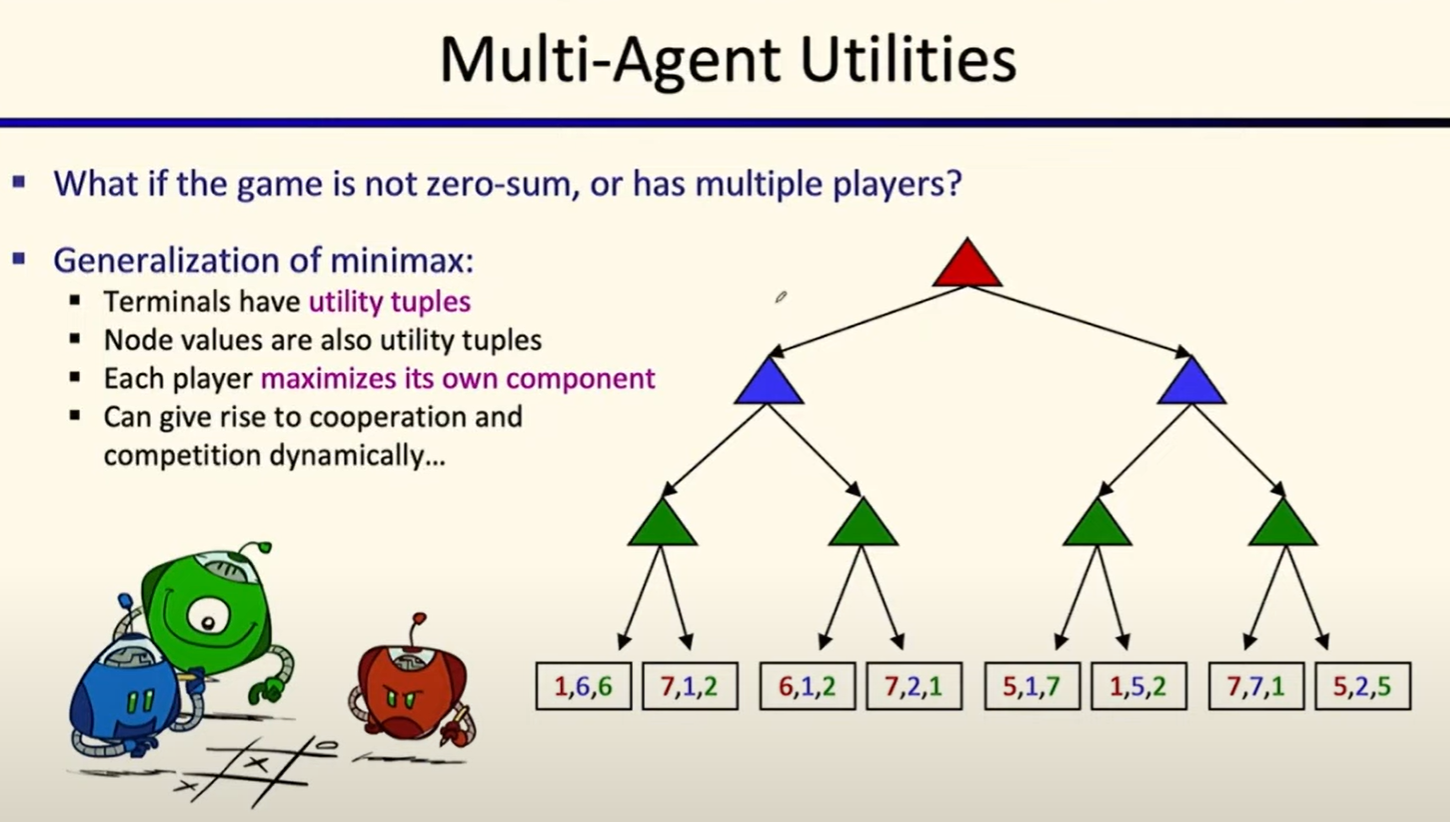 Multi-Agent Utilities
▪ What if the game is not zero-sum, or has multiple players?
▪ Generalization of minimax:
▪ Terminals have utility tuples
▪ Node values are also utility tuples
▪ Each player maximizes its own component
▪ Can give rise to cooperation and
competition dynamically...
1,6,6 7,1,2 6,1,2 7,2,1 5,1,7 1,5,2 7,7,1 5,2,5